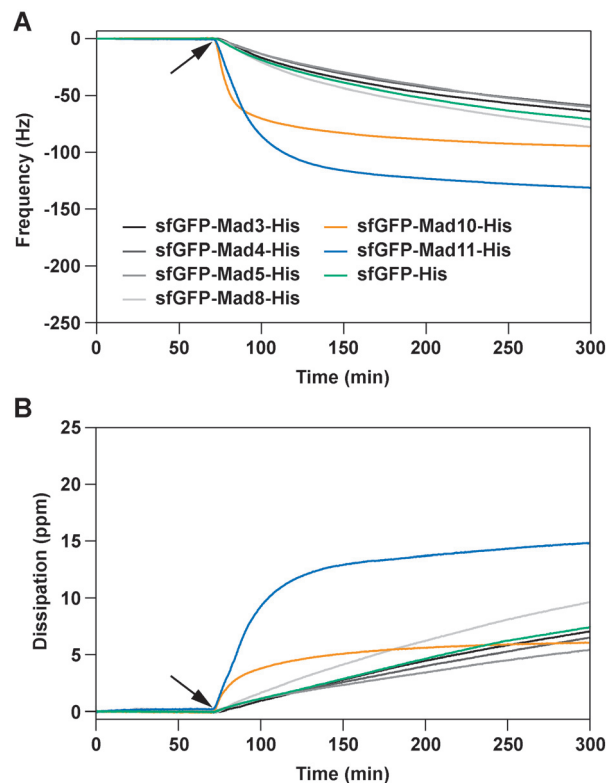 A
0
-50
-100
-150
-200
-250
Frequency (Hz)
sfGFP-Mad3-His
sfGFP-Mad4-His
sfGFP-Mad5-His
sfGFP-Mad8-His
sfGFP-Mad10-His
sfGFP-Mad11-His
sfGFP-His
0 50 100 150 200 250 300
Time (min)
B
25
20
15
10
5
0
Dissipation (ppm)
0 50 100 150 200 250 300
Time (min)